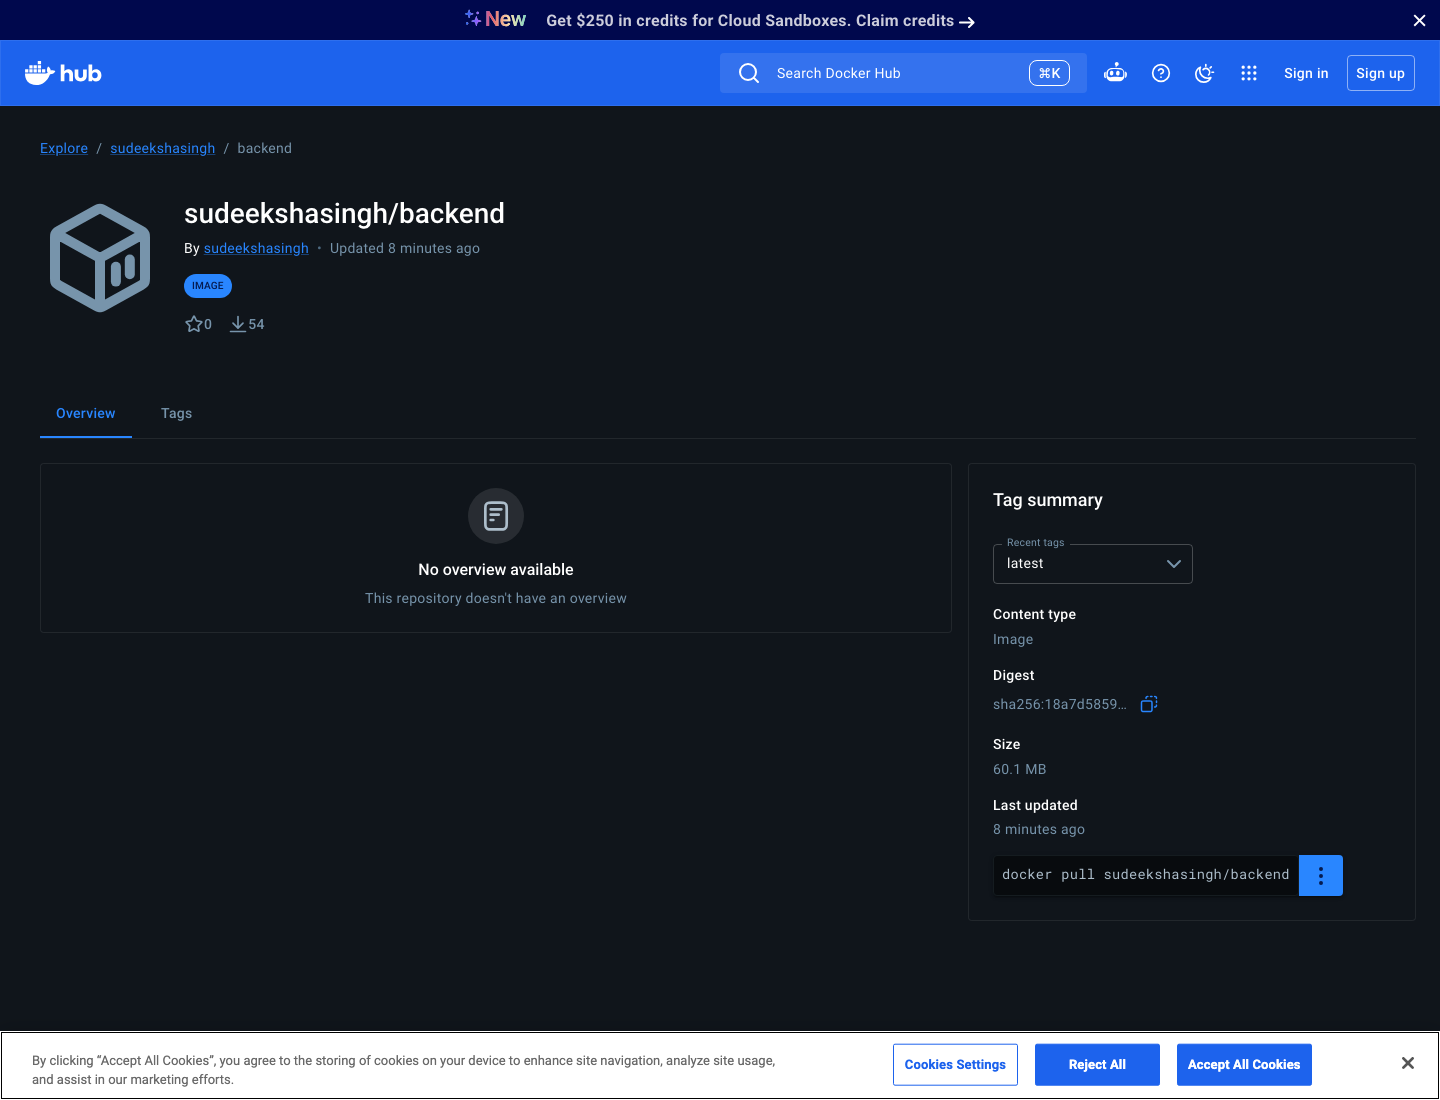 New Get $250 in credits for Cloud Sandboxes. Claim credits →
hub
Search Docker Hub ⌘K
Sign in
Sign up
Explore / sudeekshasingh / backend
sudeekshasingh/backend
By sudeekshasingh • Updated 8 minutes ago
IMAGE
0 54
Overview Tags
No overview available
This repository doesn't have an overview
Tag summary
Recent tags
latest
Content type
Image
Digest
sha256:18a7d5859…
Size
60.1 MB
Last updated
8 minutes ago
docker pull sudeekshasingh/backend
By clicking “Accept All Cookies”, you agree to the storing of cookies on your device to enhance site navigation, analyze site usage,
and assist in our marketing efforts.
Cookies Settings
Reject All
Accept All Cookies